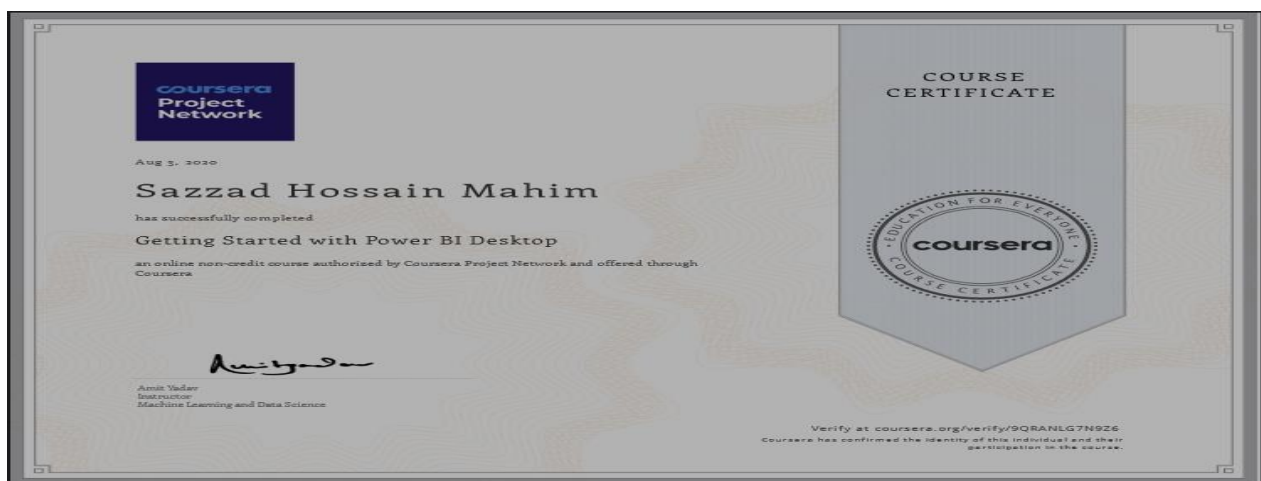 coursera
Project
Network
Aug 3, 2020
Sazzad Hossain Mahim
has successfully completed
Getting Started with Power BI Desktop
an online non-credit course authorized by Coursera Project Network and offered through
Coursera
Amit Yadav
Amit Yadav
Instructor
Machine Learning and Data Science
COURSE
CERTIFICATE
EDUCATION FOR EVERYONE
coursera
COURSE CERTIFICATE
Verify at coursera.org/verify/9QRANLG7N9Z6
Coursera has confirmed the identity of this individual and their
participation in the course.